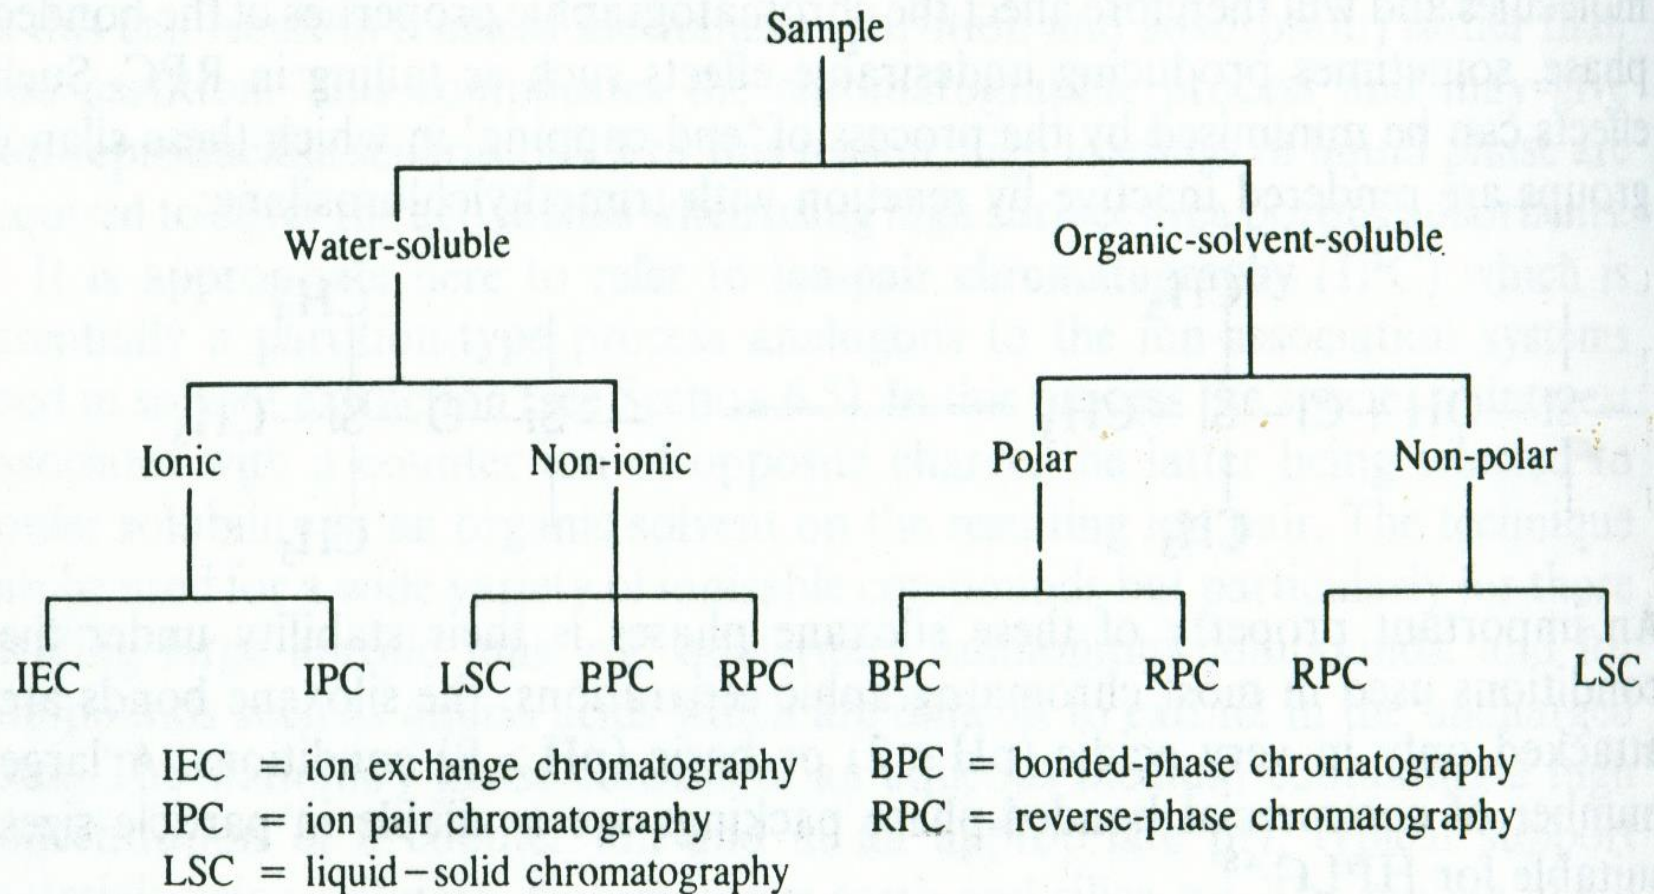 Sample
Water-soluble Organic-solvent-soluble
Ionic Non-ionic Polar Non-polar
IEC IPC LSC BPC RPC BPC RPC RPC LSC
IEC = ion exchange chromatography BPC = bonded-phase chromatography
IPC = ion pair chromatography RPC = reverse-phase chromatography
LSC = liquid–solid chromatography